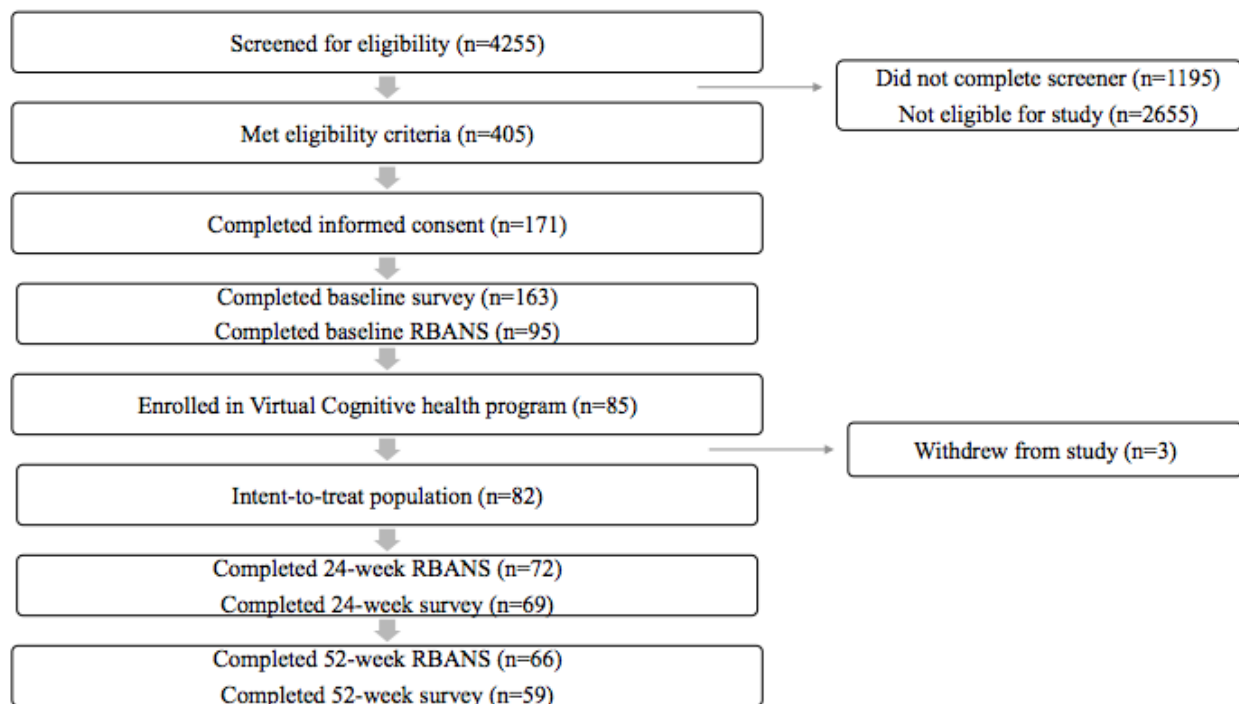 Screened for eligibility (n=4255)
Did not complete screener (n=1195)
Not eligible for study (n=2655)
Met eligibility criteria (n=405)
Completed informed consent (n=171)
Completed baseline survey (n=163)
Completed baseline RBANS (n=95)
Enrolled in Virtual Cognitive health program (n=85)
Withdrew from study (n=3)
Intent-to-treat population (n=82)
Completed 24-week RBANS (n=72)
Completed 24-week survey (n=69)
Completed 52-week RBANS (n=66)
Completed 52-week survey (n=59)